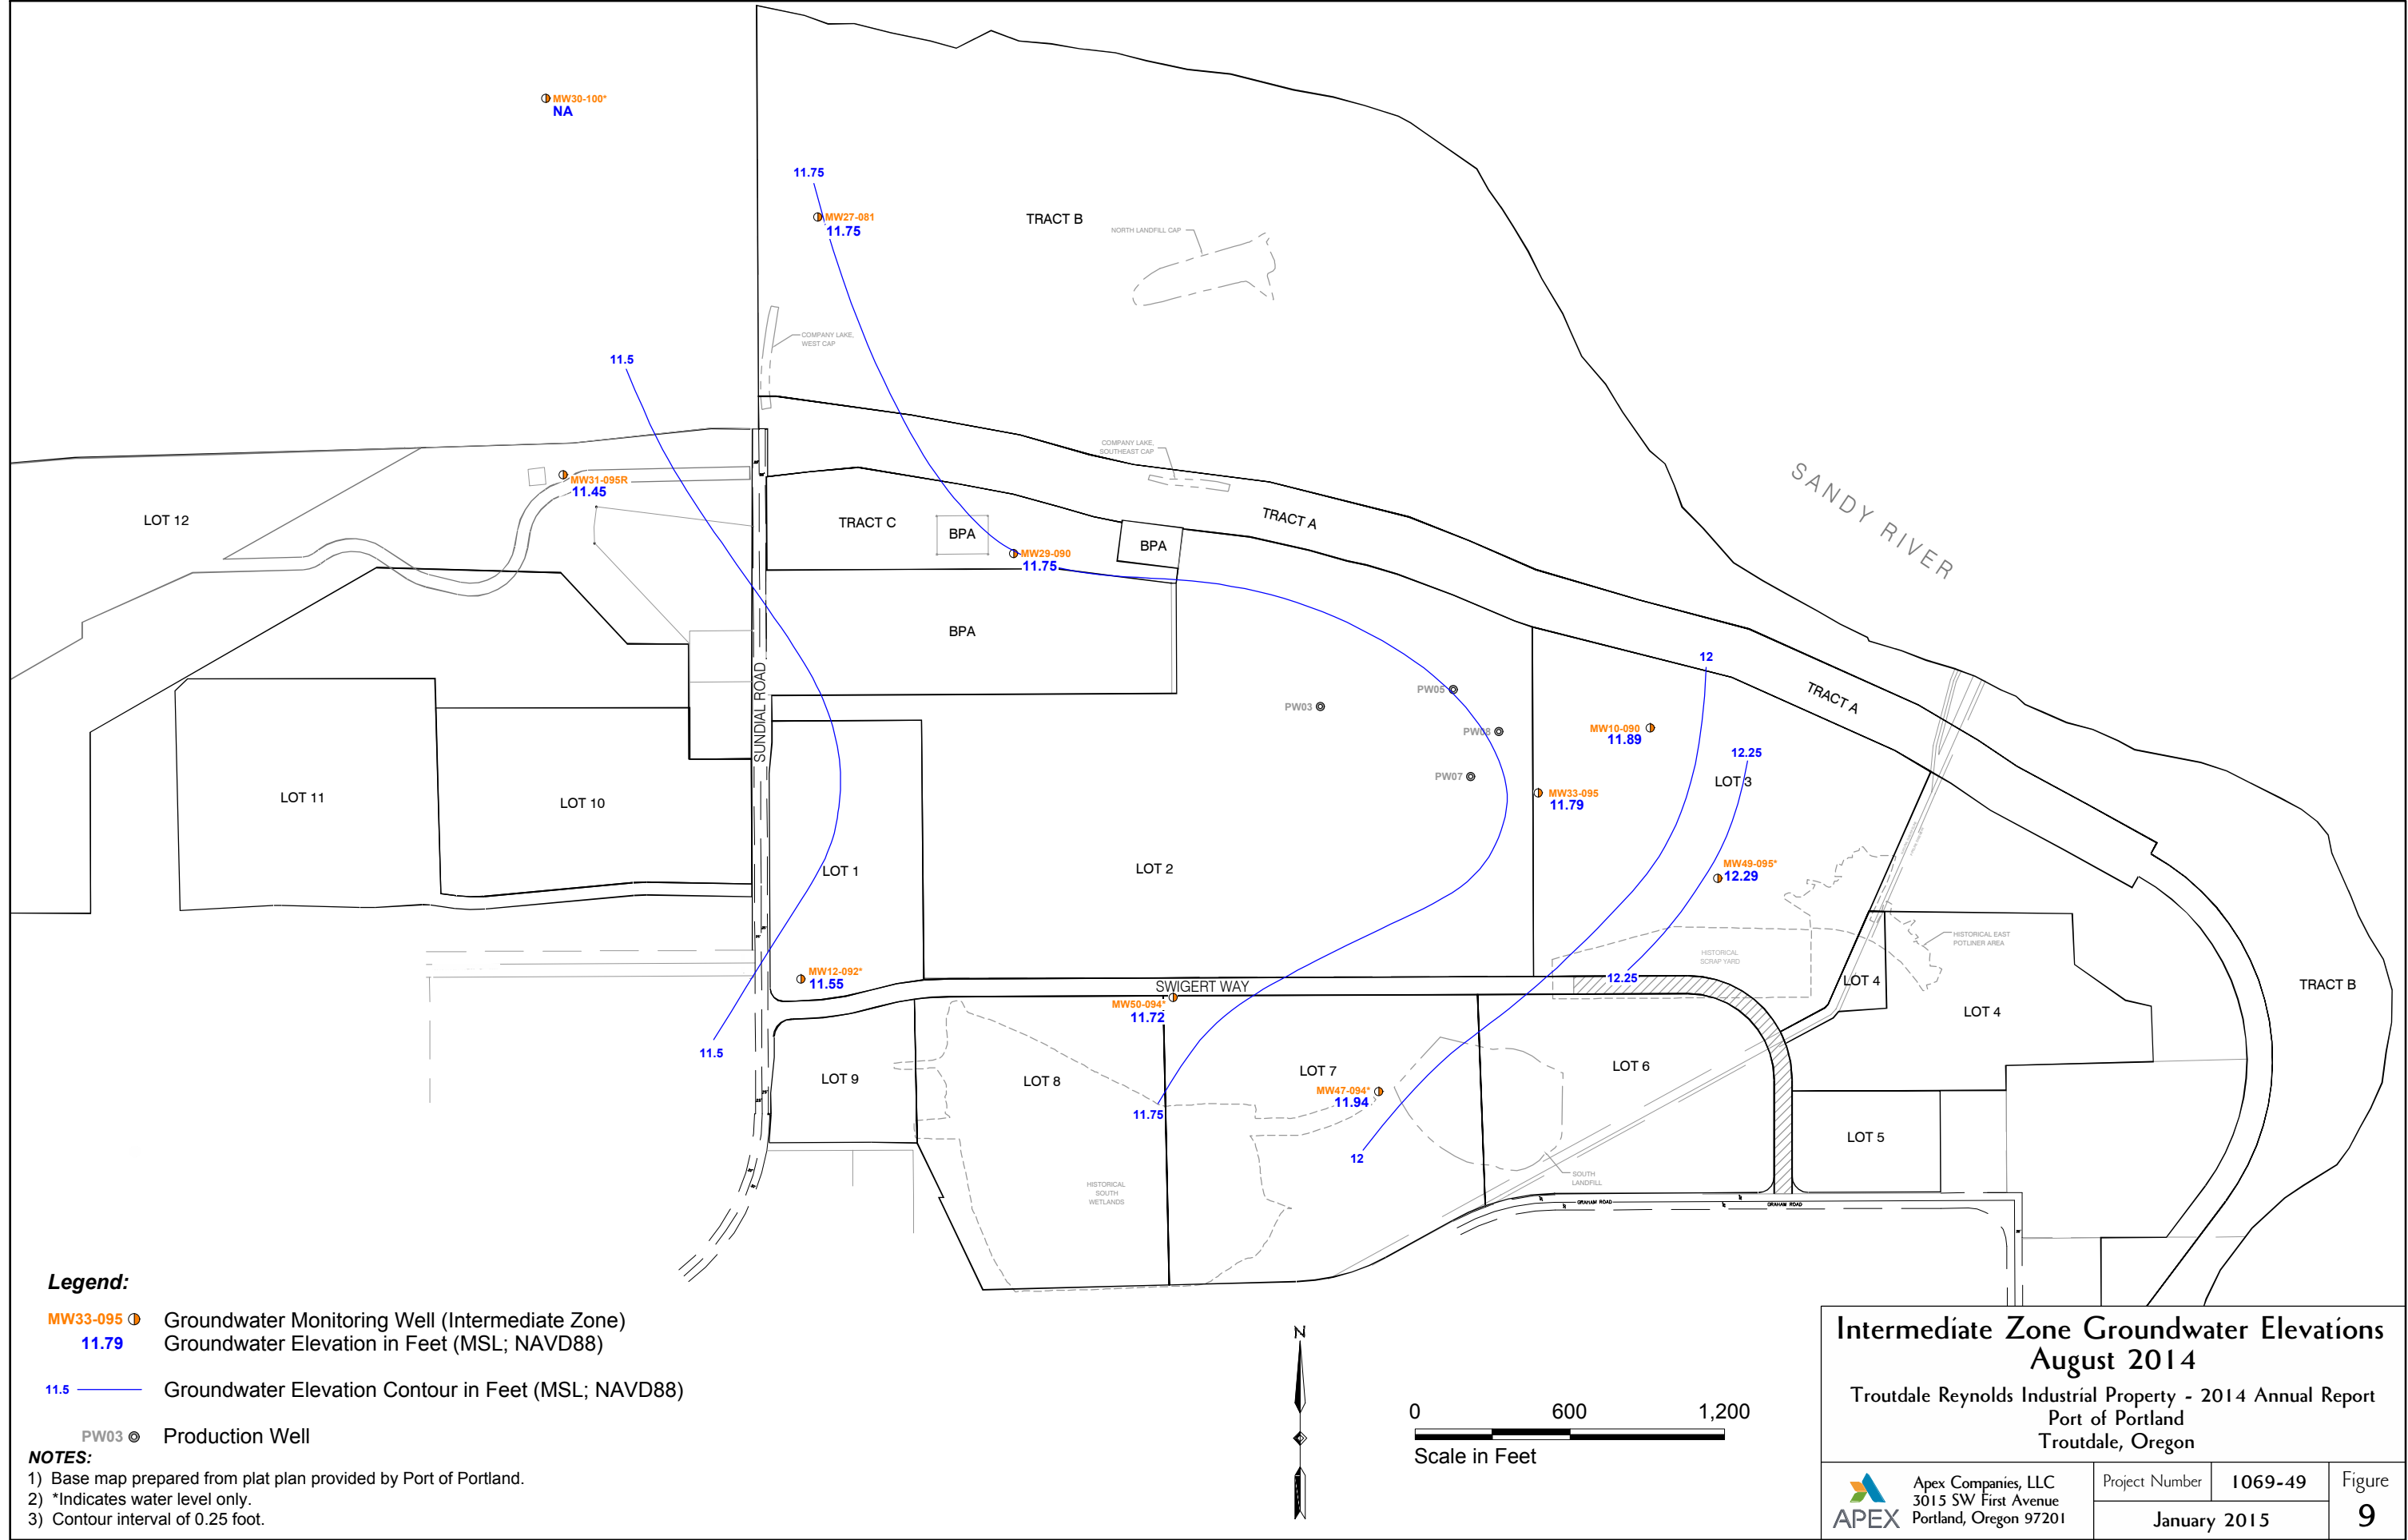 MW30-100*
NA
11.75
MW27-081
11.75
TRACT B
NORTH LANDFILL CAP
COMPANY LAKE,
WEST CAP
11.5
COMPANY LAKE,
SOUTHEAST CAP
SANDY RIVER
MW31-095R
11.45
LOT 12
TRACT C
BPA
TRACT A
BPA
MW29-090
11.75
BPA
SUNDIAL ROAD
12
PW05
PW03
TRACT A
PW08
MW10-090
11.89
12.25
PW07
LOT 3
MW33-095
11.79
LOT 11
LOT 10
LOT 1
LOT 2
MW49-095*
12.29
HISTORICAL EAST
POTLINER AREA
HISTORICAL
SCRAP YARD
MW12-092*
11.55
12.25
LOT 4
SWIGERT WAY
TRACT B
MW50-094*
11.72
LOT 4
11.5
LOT 9
LOT 8
LOT 7
LOT 6
MW47-094*
11.94
11.75
LOT 5
12
SOUTH
LANDFILL
HISTORICAL
SOUTH
WETLANDS
GRAHAM ROAD
GRAHAM ROAD
Legend:
MW33-095 Groundwater Monitoring Well (Intermediate Zone)
11.79 Groundwater Elevation in Feet (MSL; NAVD88)
11.5 Groundwater Elevation Contour in Feet (MSL; NAVD88)
PW03 Production Well
NOTES:
1) Base map prepared from plat plan provided by Port of Portland.
2) *Indicates water level only.
3) Contour interval of 0.25 foot.
N
0 600 1,200
Scale in Feet
Intermediate Zone Groundwater Elevations
August 2014
Troutdale Reynolds Industrial Property - 2014 Annual Report
Port of Portland
Troutdale, Oregon
APEX
Apex Companies, LLC
3015 SW First Avenue
Portland, Oregon 97201
Project Number 1069-49
January 2015
Figure
9